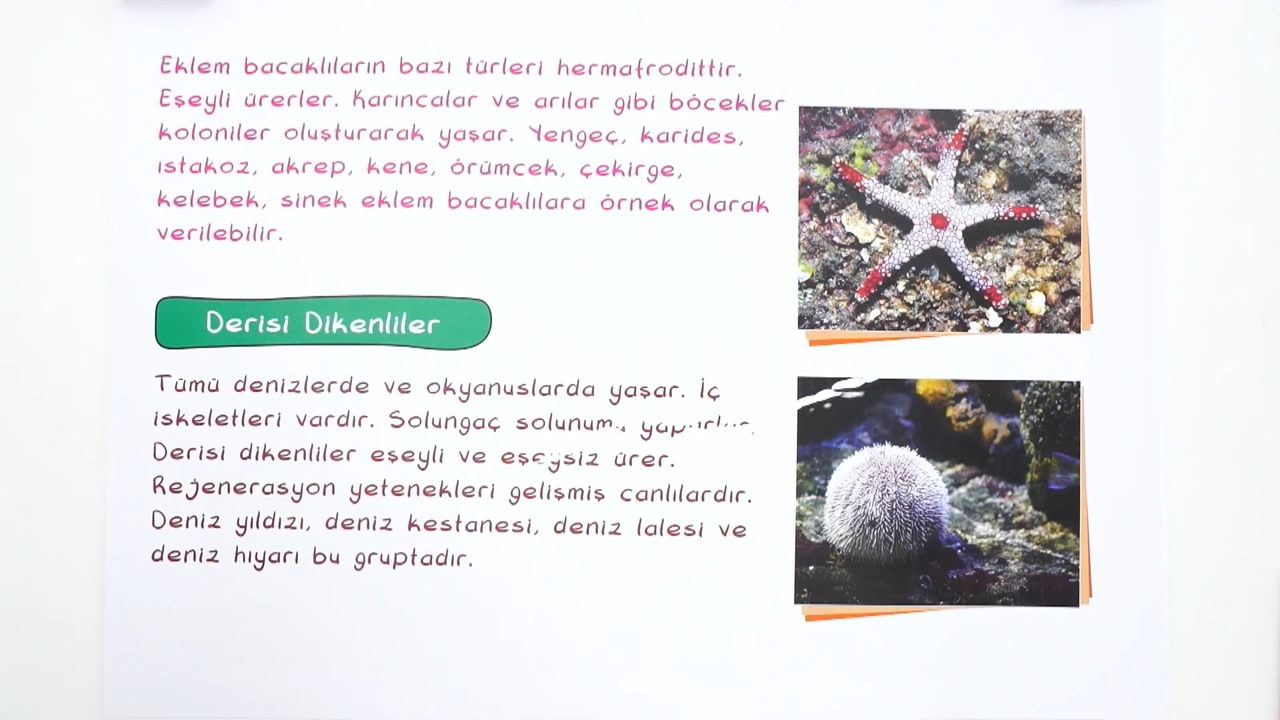 Eklem bacaklıların bazı türleri hermafrodittir.
Eşeyli ürerler. Karıncalar ve arılar gibi böcekler
koloniler oluşturarak yaşar. Yengeç, karides,
ıstakoz, akrep, kene, örümcek, çekirge,
kelebek, sinek eklem bacaklılara örnek olarak
verilebilir.
Derisi Dikenliler
Tümü denizlerde ve okyanuslarda yaşar. İç
iskeletleri vardır. Solungaç
Derisi dikenliler eşeyli ve eşeysiz ürer.
Rejenerasyon yetenekleri gelişmiş canlılardır.
Deniz yıldızı, deniz kestanesi, deniz lalesi ve
deniz hıyarı bu gruptadır.